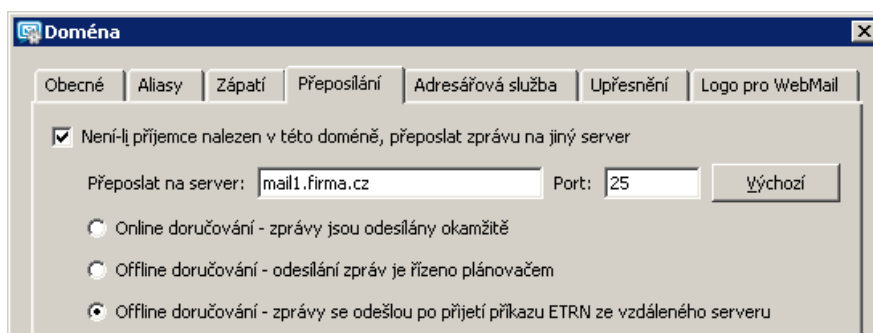 Doména
Obecné Aliasy Zápatí Přeposílání Adresářová služba Upřesnění Logo pro WebMail
Není-li příjemce nalezen v této doméně, přeposlat zprávu na jiný server
Přeposlat na server: mail1.firma.cz Port: 25 Výchozí
Online doručování - zprávy jsou odesílány okamžitě
Offline doručování - odesílání zpráv je řízeno plánovačem
Offline doručování - zprávy se odešlou po přijetí příkazu ETRN ze vzdáleného serveru